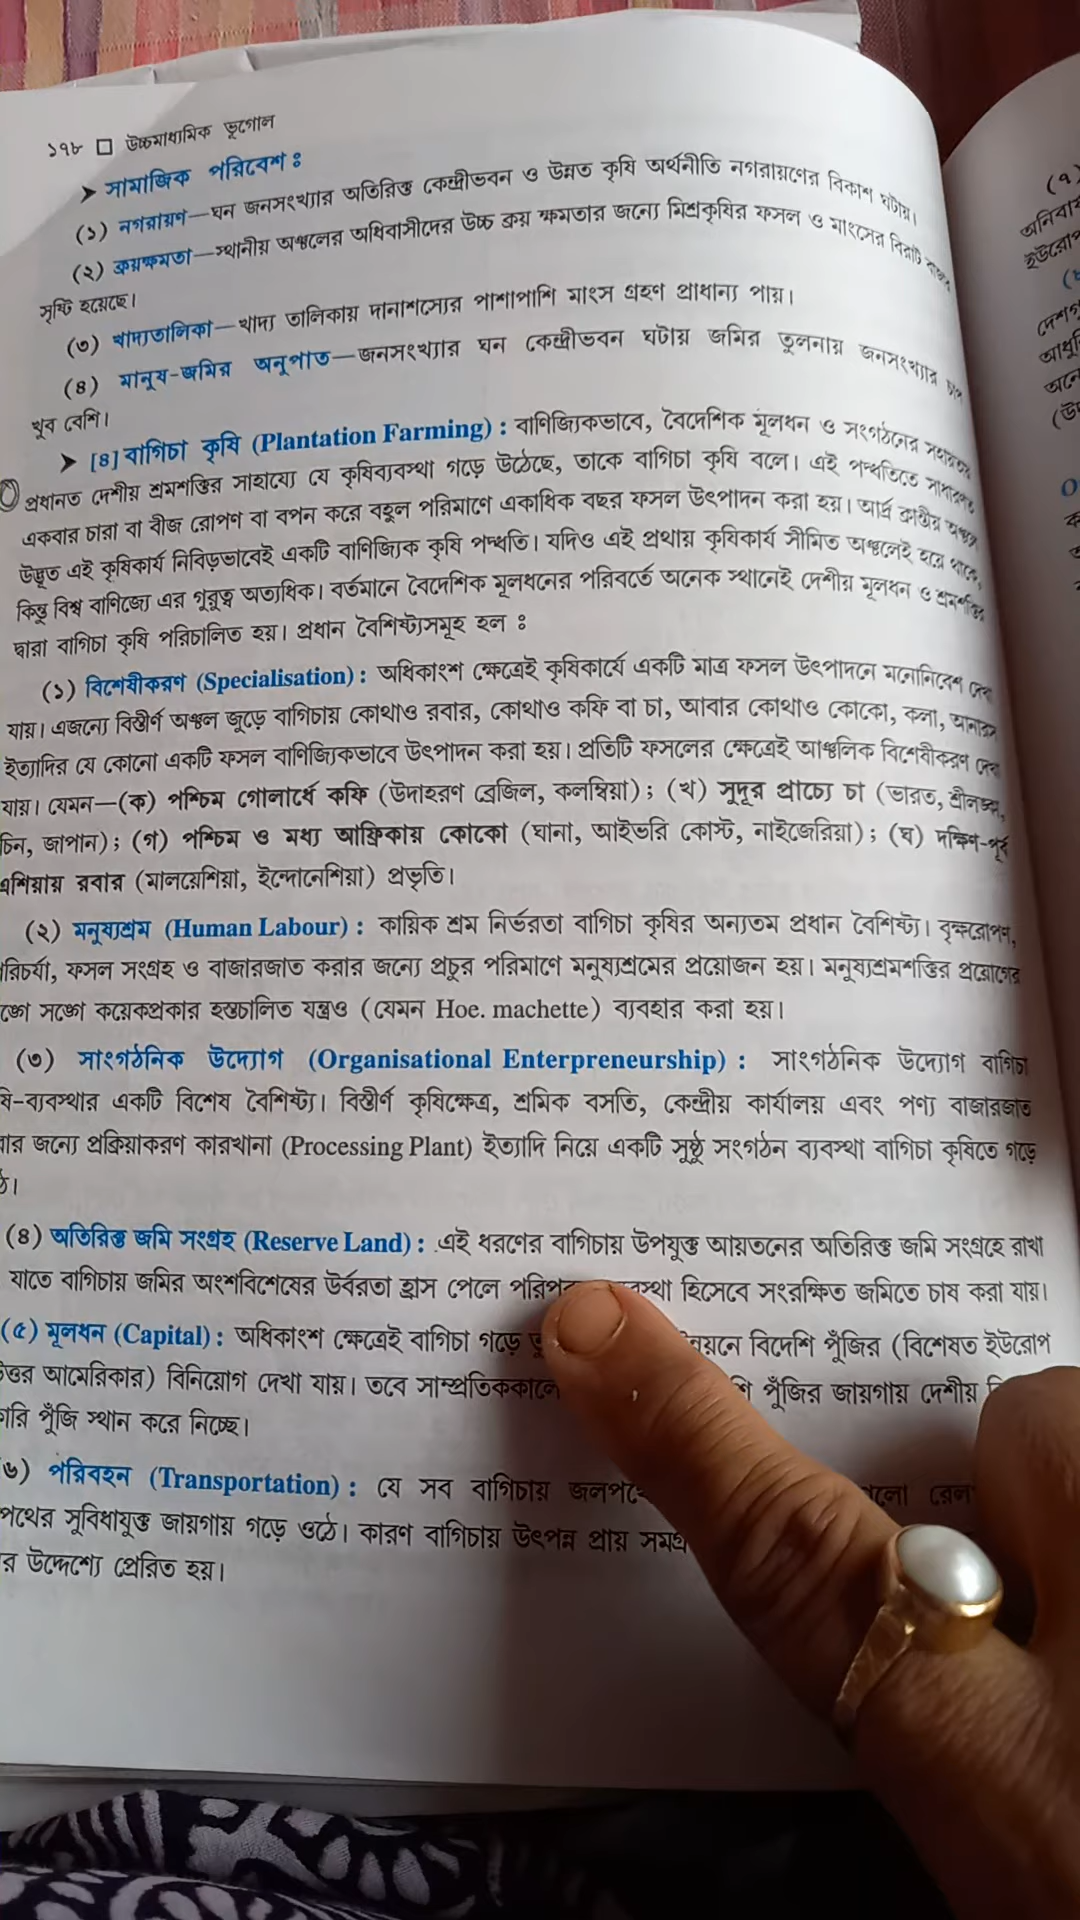 ১৭৮ □ উচ্চমাধ্যমিক ভূগোল
➤ সামাজিক পরিবেশ ঃ
(১) নগরায়ণ—ঘন জনসংখ্যার অতিরিক্ত কেন্দ্রীভবন ও উন্নত কৃষি অর্থনীতি নগরায়ণের বিকাশ ঘটায়।
(২) ক্রয়ক্ষমতা—স্থানীয় অঞ্চলের অধিবাসীদের উচ্চ ক্রয় ক্ষমতার জন্যে মিশ্রকৃষির ফসল ও মাংসের বিরাট বাজার
সৃষ্টি হয়েছে।
(৩) খাদ্যতালিকা—খাদ্য তালিকায় দানাশস্যের পাশাপাশি মাংস গ্রহণ প্রাধান্য পায়।
(৪) মানুষ-জমির অনুপাত—জনসংখ্যার ঘন কেন্দ্রীভবন ঘটায় জমির তুলনায় জনসংখ্যার চাপ
খুব বেশি।
➤ [৪] বাগিচা কৃষি (Plantation Farming) : বাণিজ্যিকভাবে, বৈদেশিক মূলধন ও সংগঠনের সহায়তায়
প্রধানত দেশীয় শ্রমশক্তির সাহায্যে যে কৃষিব্যবস্থা গড়ে উঠেছে, তাকে বাগিচা কৃষি বলে। এই পদ্ধতিতে সাধারণত
একবার চারা বা বীজ রোপণ বা বপন করে বহুল পরিমাণে একাধিক বছর ফসল উৎপাদন করা হয়। আর্দ্র ক্রান্তীয় অঞ্চলে
উদ্ভূত এই কৃষিকার্য নিবিড়ভাবেই একটি বাণিজ্যিক কৃষি পদ্ধতি। যদিও এই প্রথায় কৃষিকার্য সীমিত অঞ্চলেই হয়ে থাকে,
কিন্তু বিশ্ব বাণিজ্যে এর গুরুত্ব অত্যধিক। বর্তমানে বৈদেশিক মূলধনের পরিবর্তে অনেক স্থানেই দেশীয় মূলধন ও শ্রমশক্তির
দ্বারা বাগিচা কৃষি পরিচালিত হয়। প্রধান বৈশিষ্ট্যসমূহ হল ঃ
(১) বিশেষীকরণ (Specialisation) : অধিকাংশ ক্ষেত্রেই কৃষিকার্যে একটি মাত্র ফসল উৎপাদনে মনোনিবেশ দেখা
যায়। এজন্যে বিস্তীর্ণ অঞ্চল জুড়ে বাগিচায় কোথাও রবার, কোথাও কফি বা চা, আবার কোথাও কোকো, কলা, আনারস
ইত্যাদির যে কোনো একটি ফসল বাণিজ্যিকভাবে উৎপাদন করা হয়। প্রতিটি ফসলের ক্ষেত্রেই আঞ্চলিক বিশেষীকরণ দেখা
যায়। যেমন—(ক) পশ্চিম গোলার্ধে কফি (উদাহরণ ব্রেজিল, কলম্বিয়া); (খ) সুদূর প্রাচ্যে চা (ভারত, শ্রীলঙ্কা,
চিন, জাপান); (গ) পশ্চিম ও মধ্য আফ্রিকায় কোকো (ঘানা, আইভরি কোস্ট, নাইজেরিয়া); (ঘ) দক্ষিণ-পূর্ব
এশিয়ায় রবার (মালয়েশিয়া, ইন্দোনেশিয়া) প্রভৃতি।
(২) মনুষ্যশ্রম (Human Labour) : কায়িক শ্রম নির্ভরতা বাগিচা কৃষির অন্যতম প্রধান বৈশিষ্ট্য। বৃক্ষরোপণ,
রিচর্যা, ফসল সংগ্রহ ও বাজারজাত করার জন্যে প্রচুর পরিমাণে মনুষ্যশ্রমের প্রয়োজন হয়। মনুষ্যশ্রমশক্তির প্রয়োগের
ঙ্গে সঙ্গে কয়েকপ্রকার হস্তচালিত যন্ত্রও (যেমন Hoe. machette) ব্যবহার করা হয়।
(৩) সাংগঠনিক উদ্যোগ (Organisational Enterpreneurship) : সাংগঠনিক উদ্যোগ বাগিচা
ষি-ব্যবস্থার একটি বিশেষ বৈশিষ্ট্য। বিস্তীর্ণ কৃষিক্ষেত্র, শ্রমিক বসতি, কেন্দ্রীয় কার্যালয় এবং পণ্য বাজারজাত
বার জন্যে প্রক্রিয়াকরণ কারখানা (Processing Plant) ইত্যাদি নিয়ে একটি সুষ্ঠু সংগঠন ব্যবস্থা বাগিচা কৃষিতে গড়ে
ঠে।
(৪) অতিরিক্ত জমি সংগ্রহ (Reserve Land) : এই ধরণের বাগিচায় উপযুক্ত আয়তনের অতিরিক্ত জমি সংগ্রহে রাখা
যাতে বাগিচায় জমির অংশবিশেষের উর্বরতা হ্রাস পেলে হিসেবে সংরক্ষিত জমিতে চাষ করা যায়।
(৫) মূলধন (Capital) : অধিকাংশ ক্ষেত্রেই বাগিচা গড়ে বিদেশি পুঁজির (বিশেষত ইউরোপ
ত্তর আমেরিকার) বিনিয়োগ দেখা যায়। তবে সাম্প্রতিককালে পুঁজির জায়গায় দেশীয়
গরি পুঁজি স্থান করে নিচ্ছে।
৬) পরিবহন (Transportation) : যে সব বাগিচায়
পথের সুবিধাযুক্ত জায়গায় গড়ে ওঠে। কারণ বাগিচায় উৎপন্ন প্রায় সমগ্র
র উদ্দেশ্যে প্রেরিত হয়।
(৭)
অনিবার্য